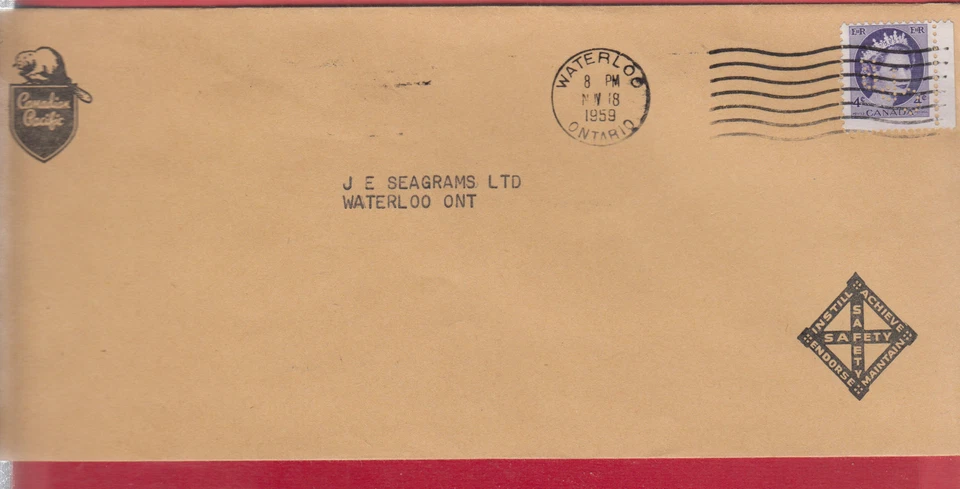 Canadian
Pacific
WATERLOO
8 PM
N V 18
1959
ONTARIO
E R E R
4¢ 4¢
CANADA
J E SEAGRAMS LTD
WATERLOO ONT
INSTILL
ACHIEVE
SAFETY
SAFETY
ENDORSE
MAINTAIN